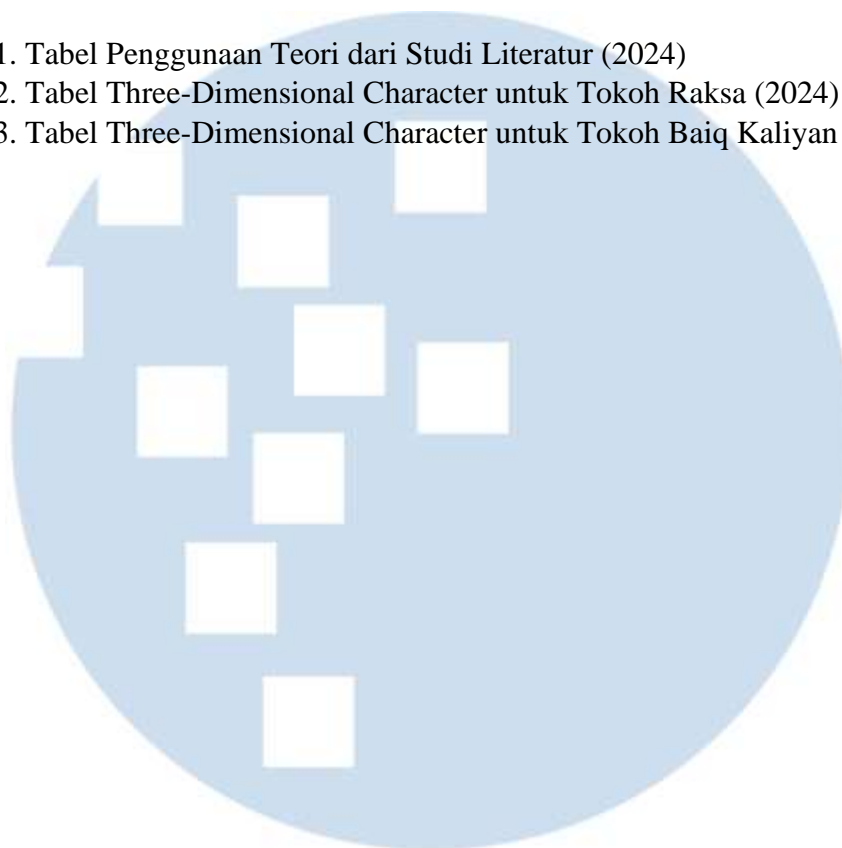 1. Tabel Penggunaan Teori dari Studi Literatur (2024)
2. Tabel Three-Dimensional Character untuk Tokoh Raksa (2024)
3. Tabel Three-Dimensional Character untuk Tokoh Baiq Kaliyan